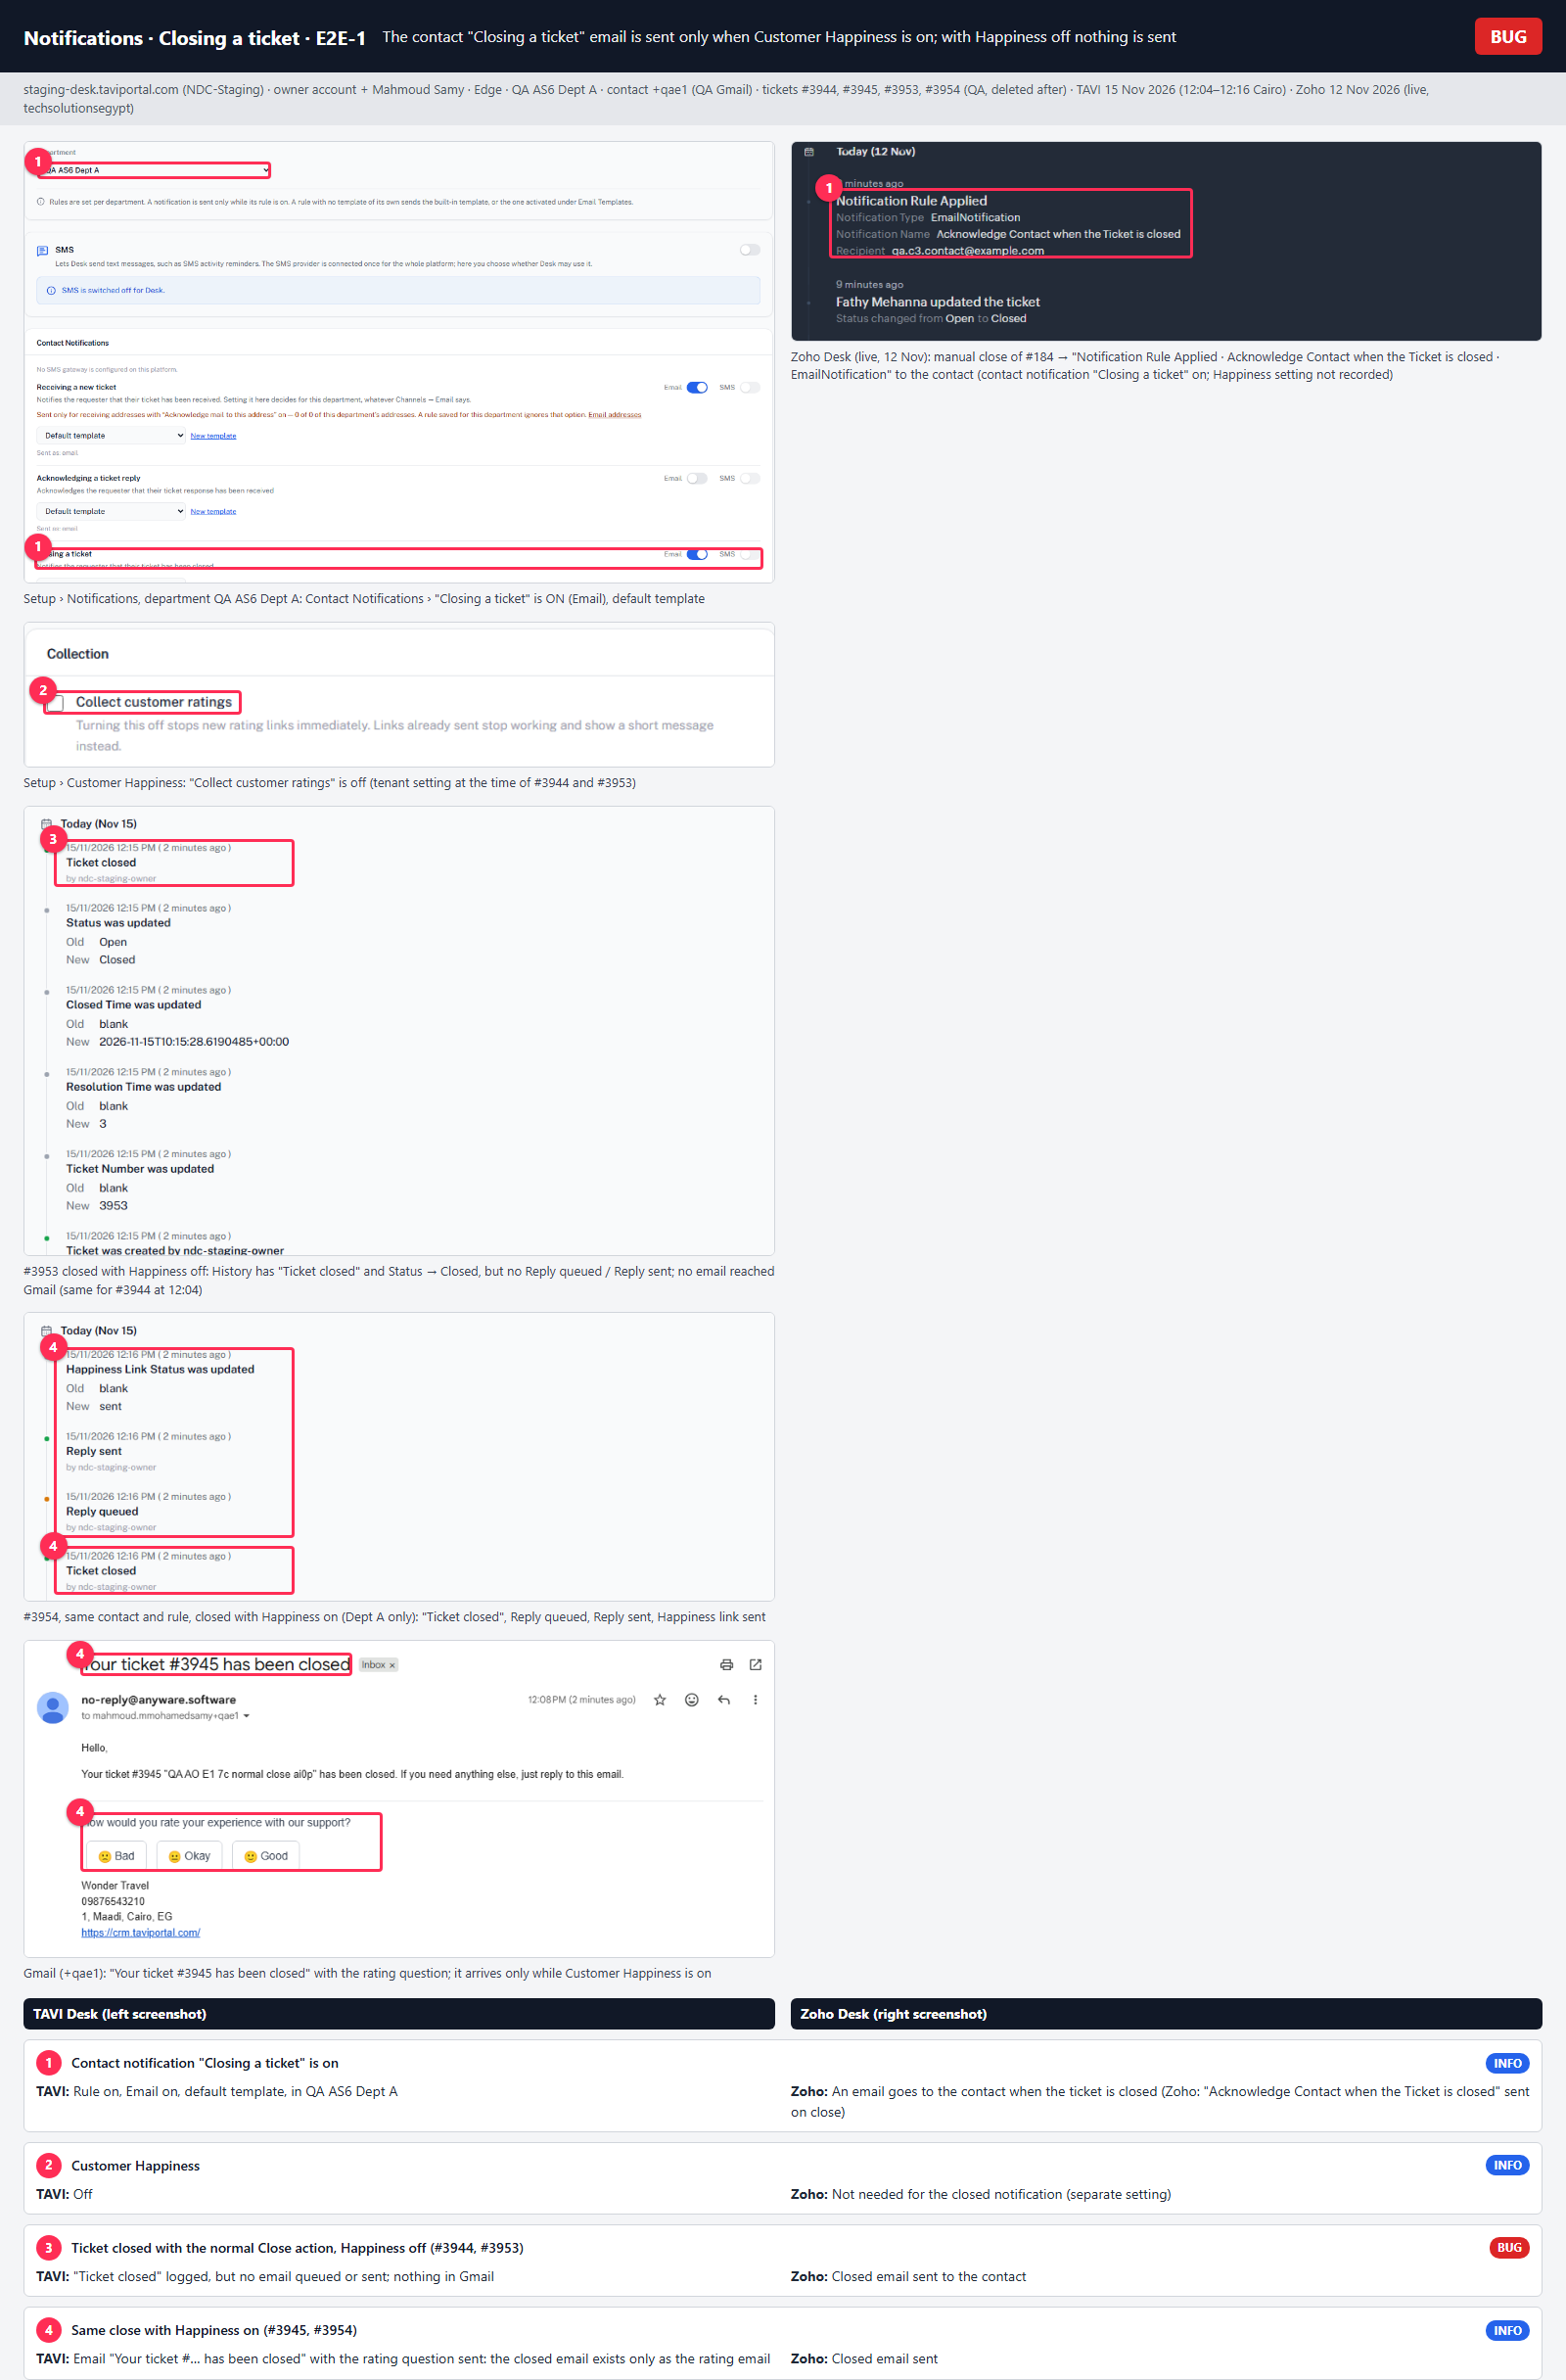 Notifications · Closing a ticket · E2E-1 The contact "Closing a ticket" email is sent only when Customer Happiness is on; with Happiness off nothing is sent
BUG
staging-desk.taviportal.com (NDC-Staging) · owner account + Mahmoud Samy · Edge · QA AS6 Dept A · contact +qae1 (QA Gmail) · tickets #3944, #3945, #3953, #3954 (QA, deleted after) · TAVI 15 Nov 2026 (12:04–12:16 Cairo) · Zoho 12 Nov 2026 (live,
techsolutionsegypt)
1
QA AS6 Dept A
Rules are set per department. A notification is sent only while its rule is on. A rule with no template of its own sends the built-in template, or the one activated under Email Templates.
SMS
Lets Desk send text messages, such as SMS activity reminders. The SMS provider is connected once for the whole platform; here you choose whether Desk may use it.
SMS is switched off for Desk.
Contact Notifications
No SMS gateway is configured on this platform.
Receiving a new ticket Email SMS
Notifies the requester that their ticket has been received. Setting it here decides for this department, whatever Channels — Email says.
Sent only for receiving addresses with "Acknowledge mail to this address" on — 0 of 0 of this department's addresses. A rule saved for this department ignores that option. Email addresses
Default template New template
Sent as: email
Acknowledging a ticket reply Email SMS
Acknowledges the requester that their ticket response has been received
Default template New template
Sent as: email
1
sing a ticket Email SMS
Notifies the requester that their ticket has been closed
Setup › Notifications, department QA AS6 Dept A: Contact Notifications › "Closing a ticket" is ON (Email), default template
Collection
2
Collect customer ratings
Turning this off stops new rating links immediately. Links already sent stop working and show a short message
instead.
Setup › Customer Happiness: "Collect customer ratings" is off (tenant setting at the time of #3944 and #3953)
Today (Nov 15)
3
15/11/2026 12:15 PM ( 2 minutes ago )
Ticket closed
by ndc-staging-owner
15/11/2026 12:15 PM ( 2 minutes ago )
Status was updated
Old Open
New Closed
15/11/2026 12:15 PM ( 2 minutes ago )
Closed Time was updated
Old blank
New 2026-11-15T10:15:28.6190485+00:00
15/11/2026 12:15 PM ( 2 minutes ago )
Resolution Time was updated
Old blank
New 3
15/11/2026 12:15 PM ( 2 minutes ago )
Ticket Number was updated
Old blank
New 3953
15/11/2026 12:15 PM ( 2 minutes ago )
Ticket was created by ndc-staging-owner
#3953 closed with Happiness off: History has "Ticket closed" and Status → Closed, but no Reply queued / Reply sent; no email reached
Gmail (same for #3944 at 12:04)
Today (Nov 15)
4
15/11/2026 12:16 PM ( 2 minutes ago )
Happiness Link Status was updated
Old blank
New sent
15/11/2026 12:16 PM ( 2 minutes ago )
Reply sent
by ndc-staging-owner
15/11/2026 12:16 PM ( 2 minutes ago )
Reply queued
by ndc-staging-owner
4
15/11/2026 12:16 PM ( 2 minutes ago )
Ticket closed
by ndc-staging-owner
#3954, same contact and rule, closed with Happiness on (Dept A only): "Ticket closed", Reply queued, Reply sent, Happiness link sent
4
Your ticket #3945 has been closed Inbox ×
no-reply@anyware.software 12:08 PM (2 minutes ago)
to mahmoud.mmohamedsamy+qae1
Hello,
Your ticket #3945 "QA AO E1 7c normal close ai0p" has been closed. If you need anything else, just reply to this email.
4
How would you rate your experience with our support?
Bad Okay Good
Wonder Travel
09876543210
1, Maadi, Cairo, EG
https://crm.taviportal.com/
Gmail (+qae1): "Your ticket #3945 has been closed" with the rating question; it arrives only while Customer Happiness is on
Today (12 Nov)
minutes ago
1
Notification Rule Applied
Notification Type EmailNotification
Notification Name Acknowledge Contact when the Ticket is closed
Recipient qa.c3.contact@example.com
9 minutes ago
Fathy Mehanna updated the ticket
Status changed from Open to Closed
Zoho Desk (live, 12 Nov): manual close of #184 → "Notification Rule Applied · Acknowledge Contact when the Ticket is closed ·
EmailNotification" to the contact (contact notification "Closing a ticket" on; Happiness setting not recorded)
TAVI Desk (left screenshot) Zoho Desk (right screenshot)
1 Contact notification "Closing a ticket" is on INFO
TAVI: Rule on, Email on, default template, in QA AS6 Dept A
Zoho: An email goes to the contact when the ticket is closed (Zoho: "Acknowledge Contact when the Ticket is closed" sent
on close)
2 Customer Happiness INFO
TAVI: Off
Zoho: Not needed for the closed notification (separate setting)
3 Ticket closed with the normal Close action, Happiness off (#3944, #3953) BUG
TAVI: "Ticket closed" logged, but no email queued or sent; nothing in Gmail
Zoho: Closed email sent to the contact
4 Same close with Happiness on (#3945, #3954) INFO
TAVI: Email "Your ticket #... has been closed" with the rating question sent: the closed email exists only as the rating email
Zoho: Closed email sent